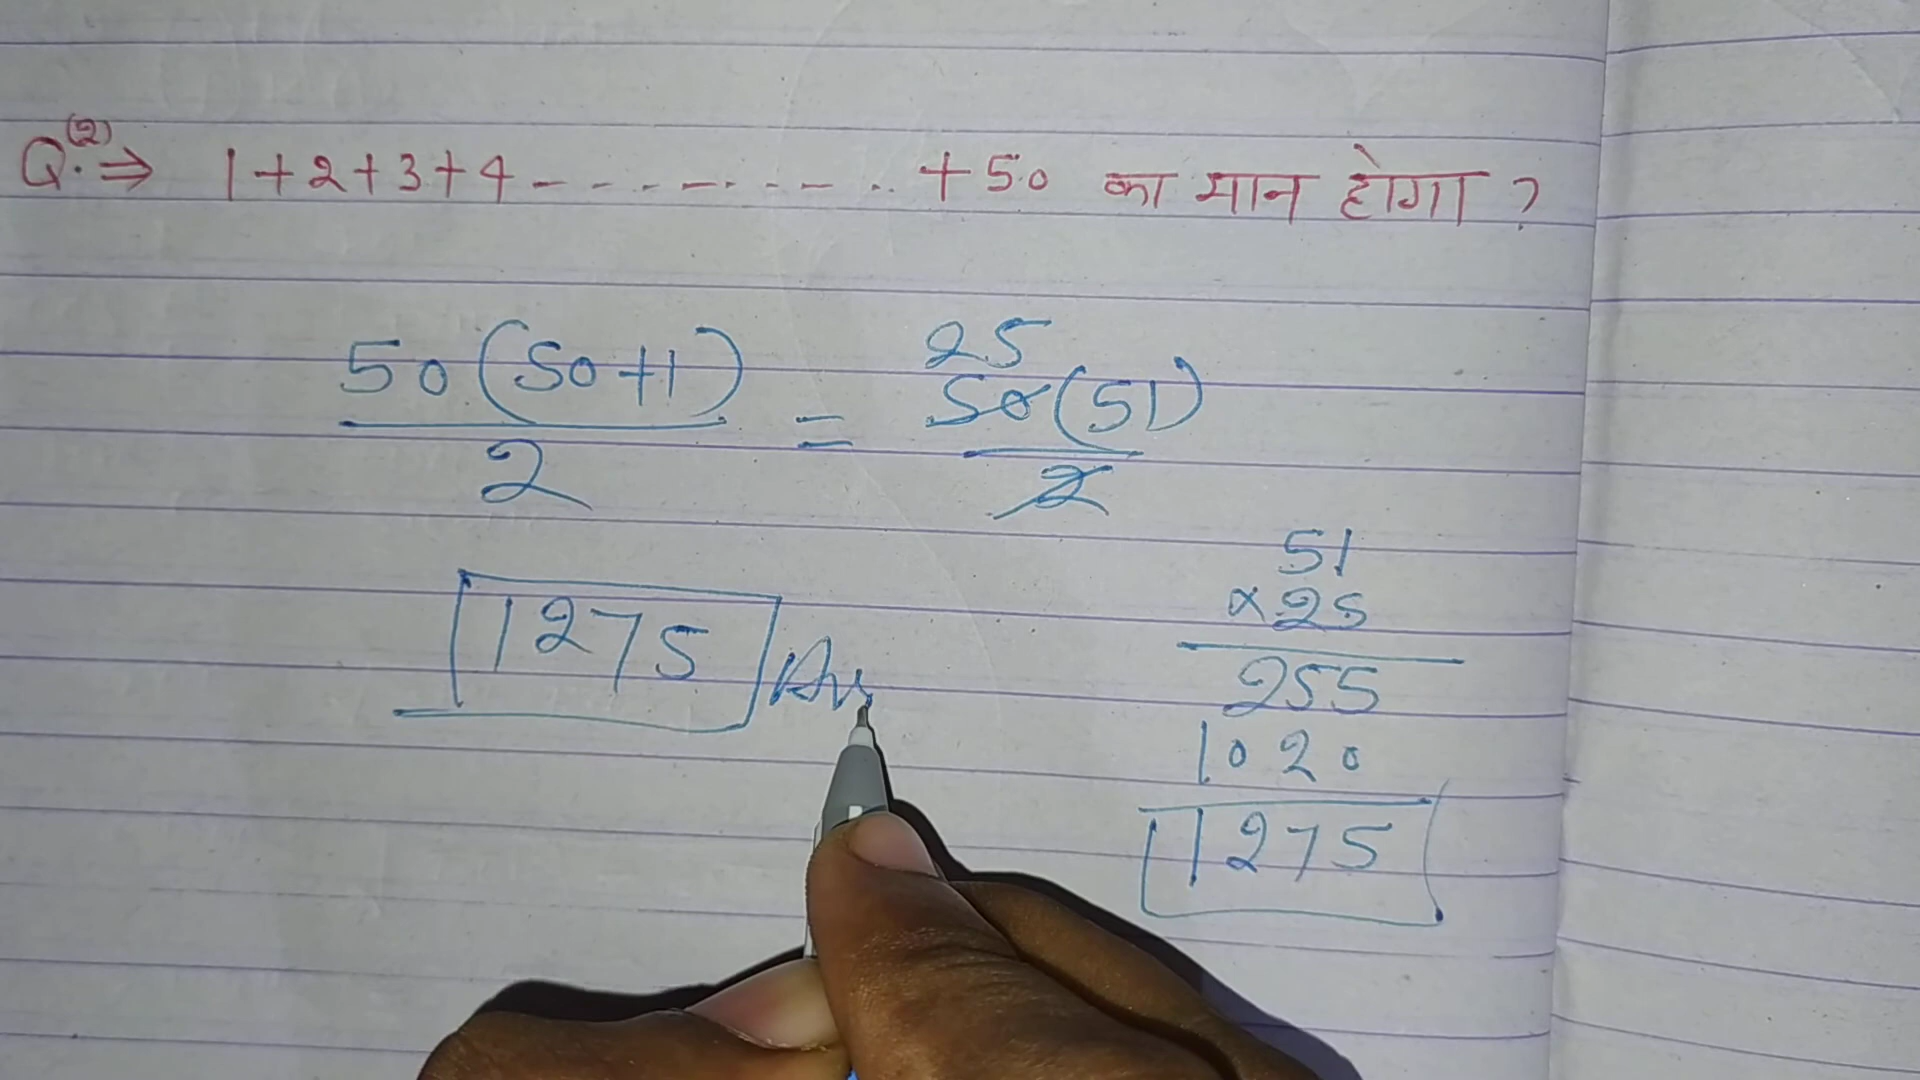 Q.(2)⇒ 1+2+3+4 - - - - - - - - - +50 का मान होगा ?
50(50+1)/2 = 25 50(51)/2
1275 Ans
51
×25
255
1020
1275